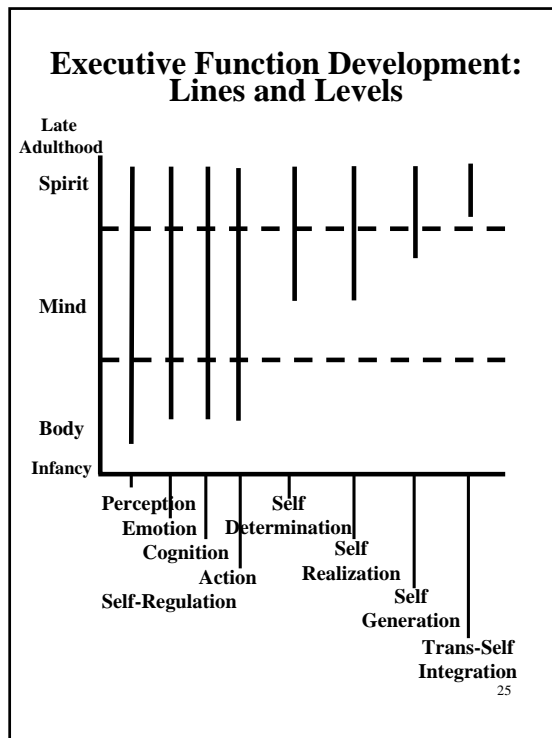 Executive Function Development:
Lines and Levels
Late
Adulthood
Spirit
Mind
Body
Infancy
Perception
Emotion
Cognition
Action
Self-Regulation
Self
Determination
Self
Realization
Self
Generation
Trans-Self
Integration
25